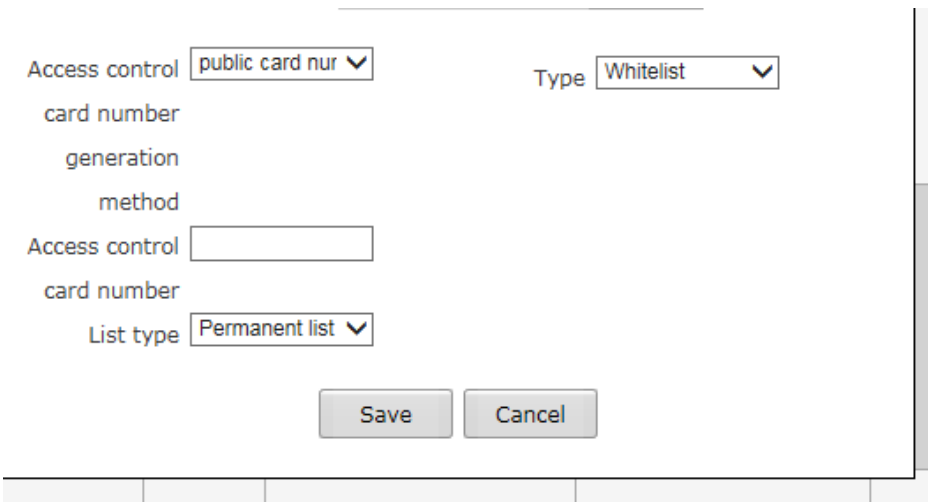 Access control public card nur
Type Whitelist
card number
generation
method
Access control
card number
List type Permanent list
Save Cancel